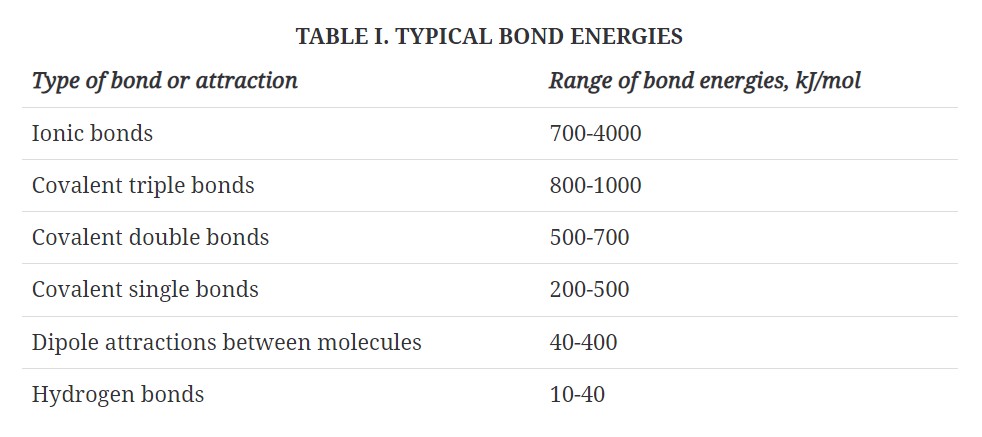 TABLE I. TYPICAL BOND ENERGIES
Type of bond or attraction Range of bond energies, kJ/mol
Ionic bonds 700-4000
Covalent triple bonds 800-1000
Covalent double bonds 500-700
Covalent single bonds 200-500
Dipole attractions between molecules 40-400
Hydrogen bonds 10-40